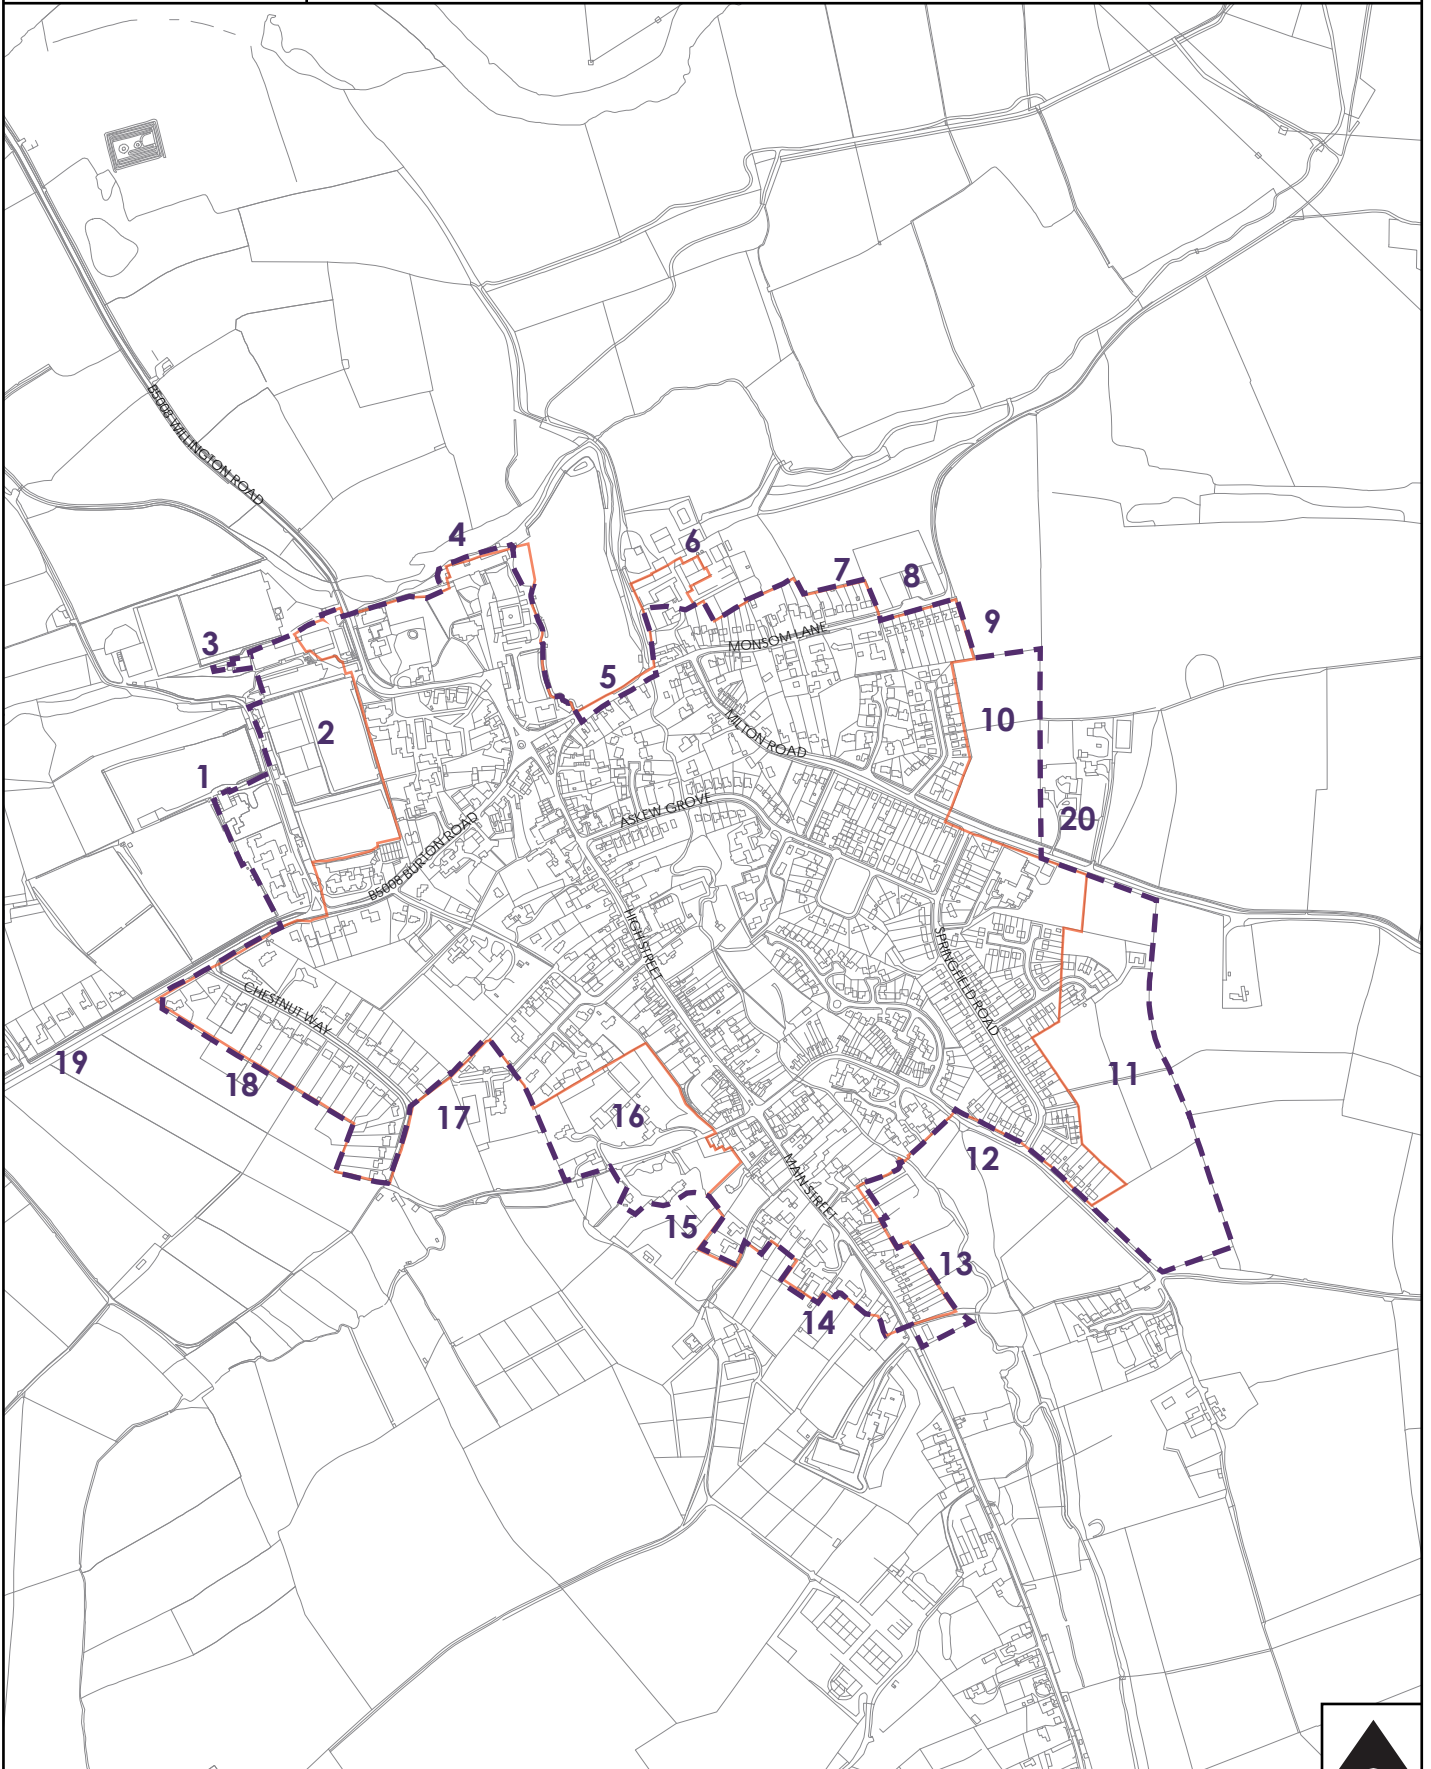 B5008 WILLINGTON ROAD
4
6
7
8
9
3
MONSOM LANE
5
10
2
MILTON ROAD
1
ASKEW GROVE
20
B5008 BURTON ROAD
HIGH STREET
SPRINGFIELD ROAD
CHESTNUT WAY
19
18
17
16
11
12
MAIN STREET
15
13
14